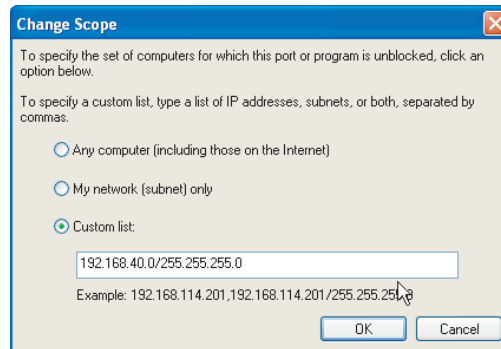 Change Scope
To specify the set of computers for which this port or program is unblocked, click an
option below.
To specify a custom list, type a list of IP addresses, subnets, or both, separated by
commas.
Any computer (including those on the Internet)
My network (subnet) only
Custom list:
192.168.40.0/255.255.255.0
Example: 192.168.114.201,192.168.114.201/255.255.255.0
OK
Cancel